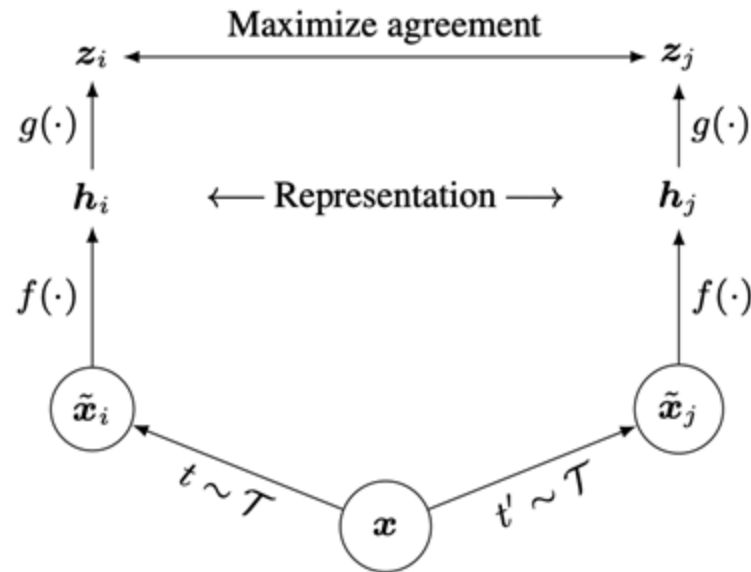 Maximize agreement
z_i z_j
g(·) g(·)
h_i ← Representation → h_j
f(·) f(·)
x̃_i x̃_j
t ∼ 𝒯 t′ ∼ 𝒯
x